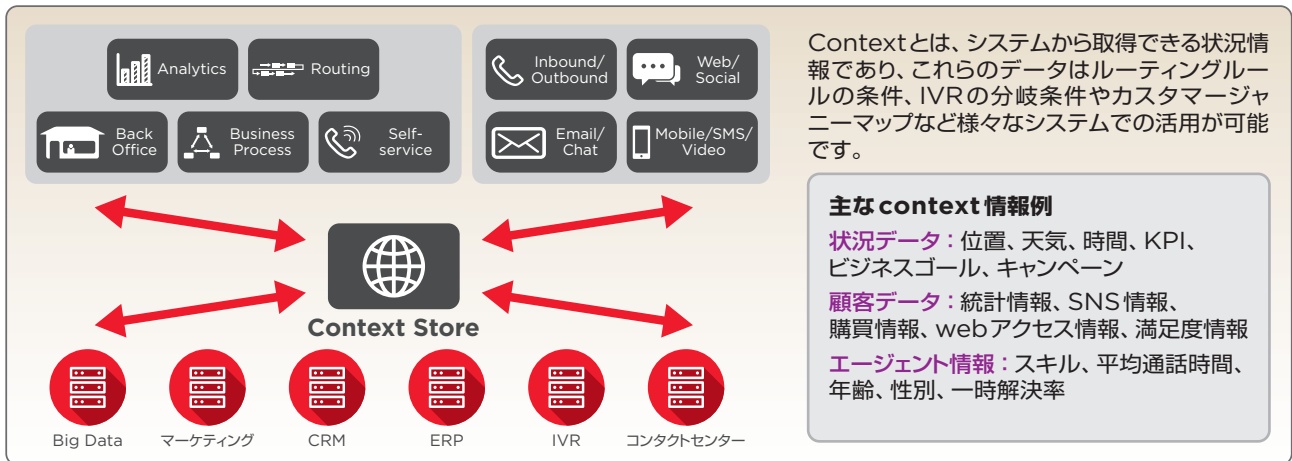 Analytics
Routing
Back
Office
Business
Process
Self-
service
Inbound/
Outbound
Web/
Social
Email/
Chat
Mobile/SMS/
Video
Context Store
Big Data
マーケティング
CRM
ERP
IVR
コンタクトセンター
Contextとは、システムから取得できる状況情
報であり、これらのデータはルーティングルー
ルの条件、IVRの分岐条件やカスタマージャ
ニーマップなど様々なシステムでの活用が可能
です。
主なcontext情報例
状況データ：位置、天気、時間、KPI、
ビジネスゴール、キャンペーン
顧客データ：統計情報、SNS情報、
購買情報、webアクセス情報、満足度情報
エージェント情報：スキル、平均通話時間、
年齢、性別、一時解決率